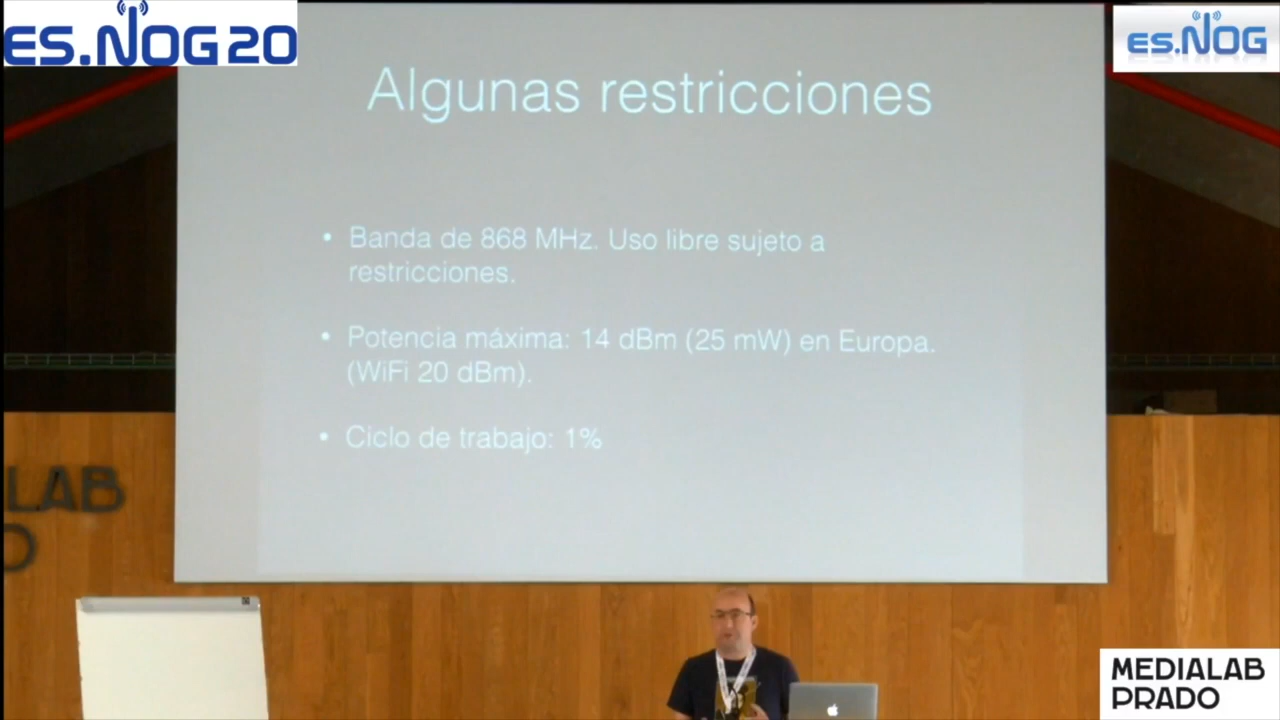 ES.NOG 20
ES.NOG
Algunas restricciones
• Banda de 868 MHz. Uso libre sujeto a
restricciones.
• Potencia máxima: 14 dBm (25 mW) en Europa.
(WiFi 20 dBm).
• Ciclo de trabajo: 1%
LAB
O
MEDIALAB
PRADO